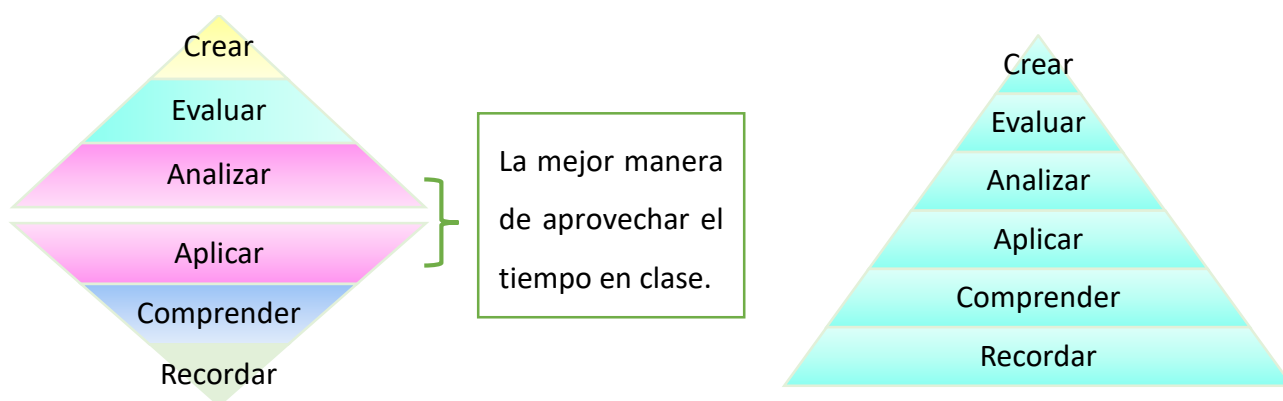 Crear
Evaluar
Analizar
Aplicar
Comprender
Recordar
La mejor manera
de aprovechar el
tiempo en clase.
Crear
Evaluar
Analizar
Aplicar
Comprender
Recordar